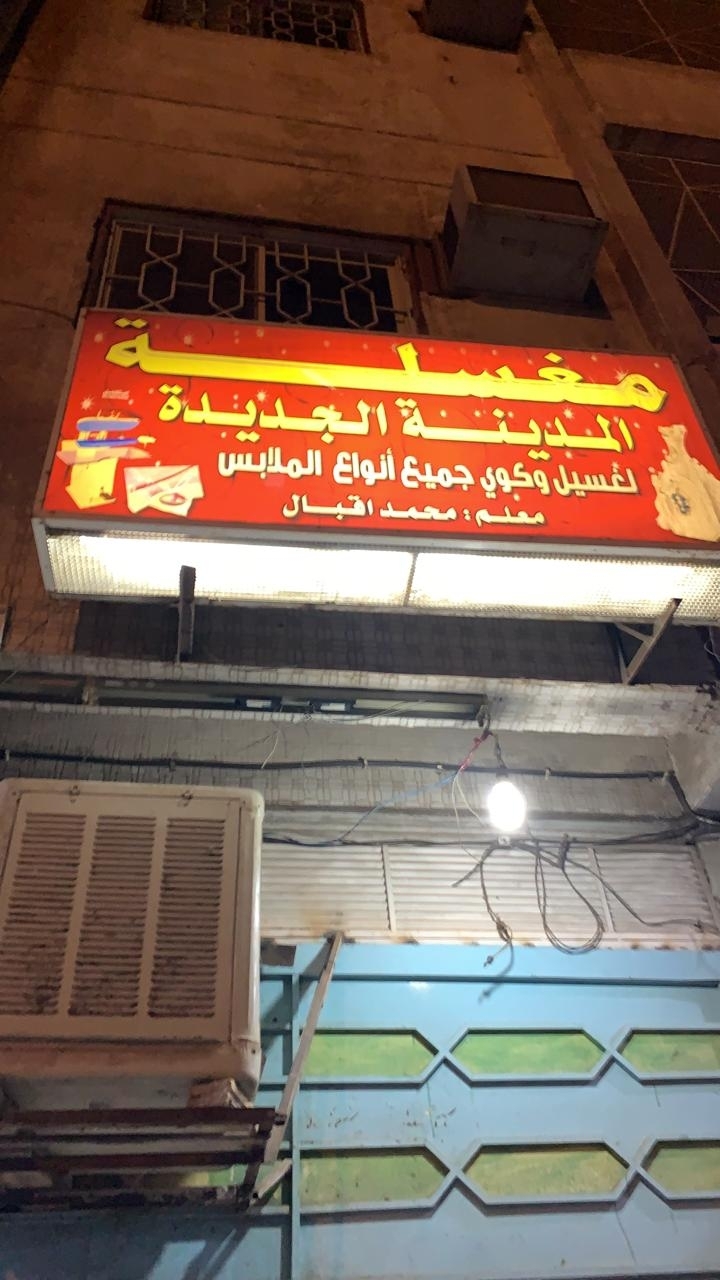 مغسلة
المدينة الجديدة
لغسيل وكوي جميع أنواع الملابس
معلم : محمد اقبال